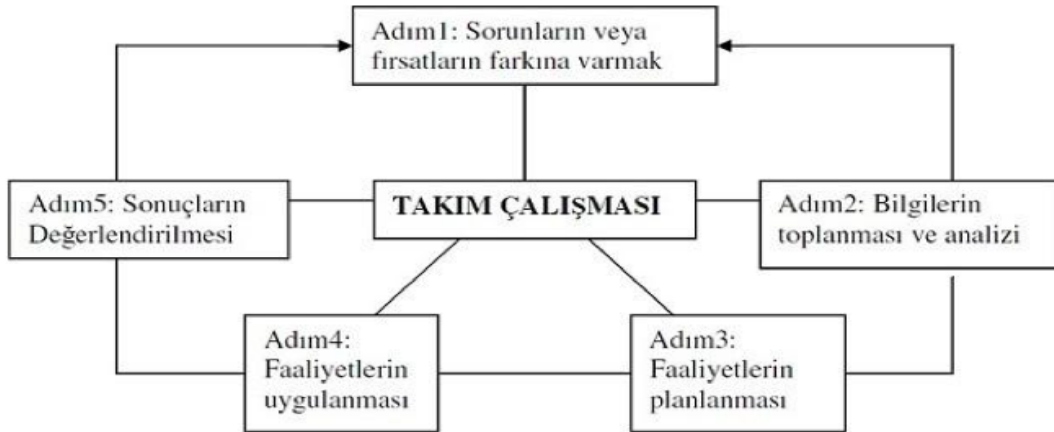 Adım1: Sorunların veya
fırsatların farkına varmak
Adım5: Sonuçların
Değerlendirilmesi
TAKIM ÇALIŞMASI
Adım2: Bilgilerin
toplanması ve analizi
Adım4:
Faaliyetlerin
uygulanması
Adım3:
Faaliyetlerin
planlanması